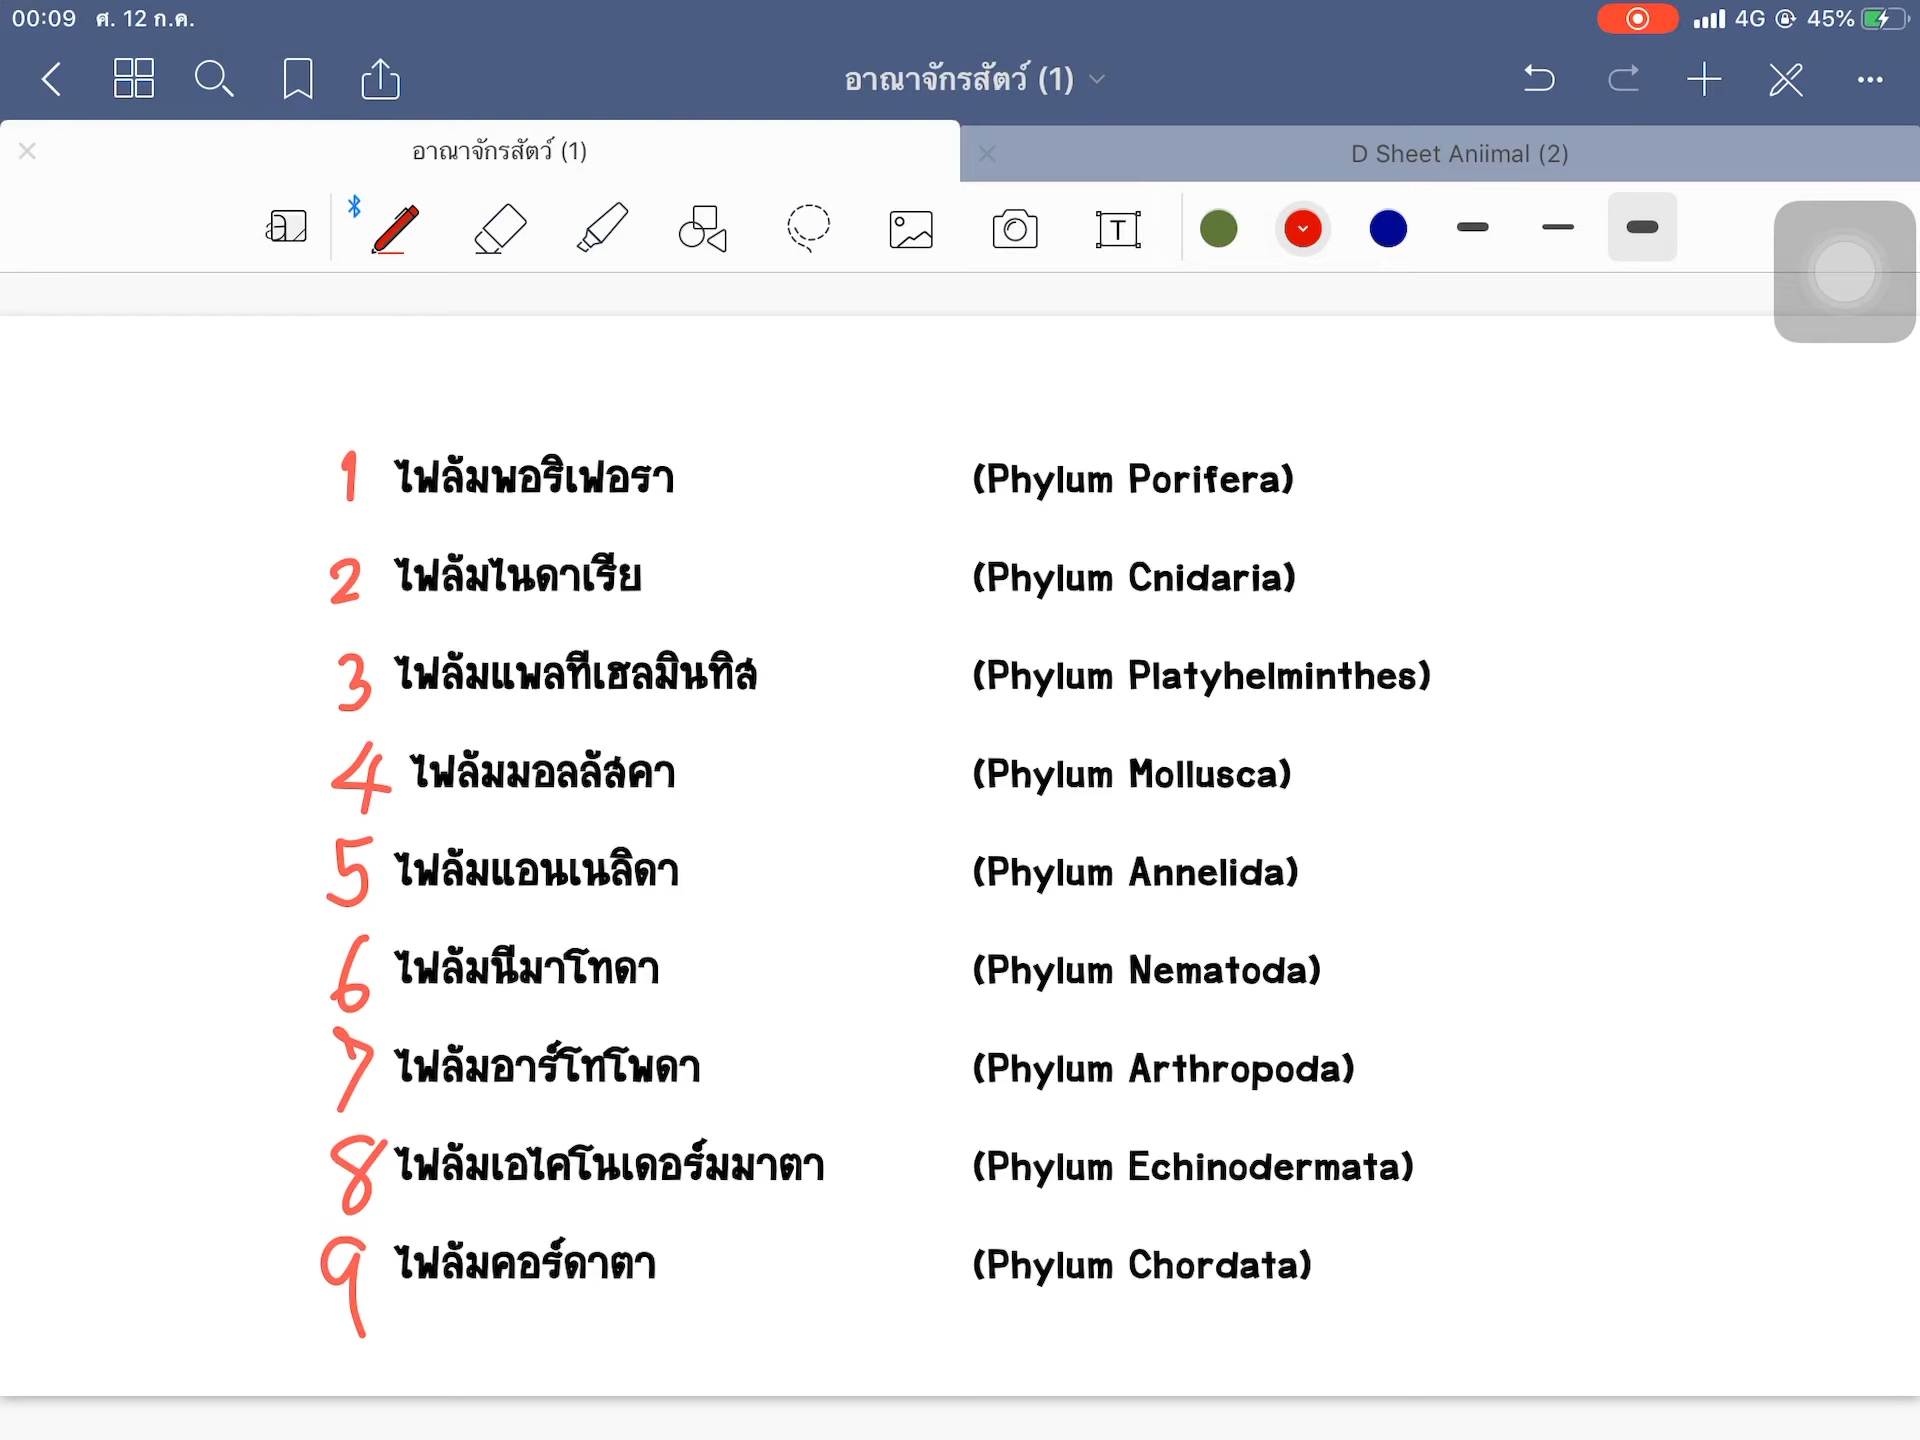 00:09 ศ. 12 ก.ค. 4G 45%
อาณาจักรสัตว์ (1)
อาณาจักรสัตว์ (1) D Sheet Aniimal (2)
T
1 ไฟลัมพอริเฟอรา (Phylum Porifera)
2 ไฟลัมไนดาเรีย (Phylum Cnidaria)
3 ไฟลัมแพลทีเฮลมินทิส (Phylum Platyhelminthes)
4 ไฟลัมมอลลัสคา (Phylum Mollusca)
5 ไฟลัมแอนเนลิดา (Phylum Annelida)
6 ไฟลัมนีมาโทดา (Phylum Nematoda)
7 ไฟลัมอาร์โทโพดา (Phylum Arthropoda)
8 ไฟลัมเอไคโนเดอร์มมาตา (Phylum Echinodermata)
9 ไฟลัมคอร์ดาตา (Phylum Chordata)